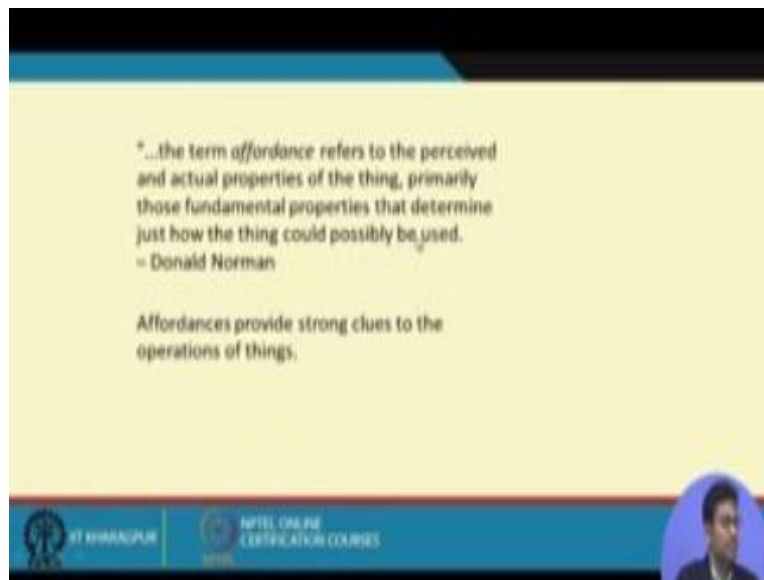 "...the term affordance refers to the perceived
and actual properties of the thing, primarily
those fundamental properties that determine
just how the thing could possibly be used.
– Donald Norman
Affordances provide strong clues to the
operations of things.
IIT KHARAGPUR
NPTEL ONLINE
CERTIFICATION COURSES
NPTEL